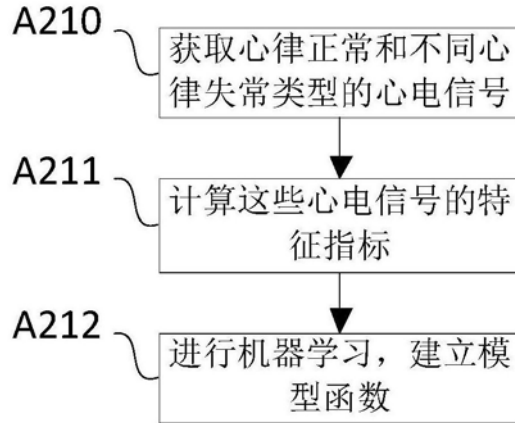 A210
获取心律正常和不同心
律失常类型的心电信号
A211
计算这些心电信号的特
征指标
A212
进行机器学习，建立模
型函数